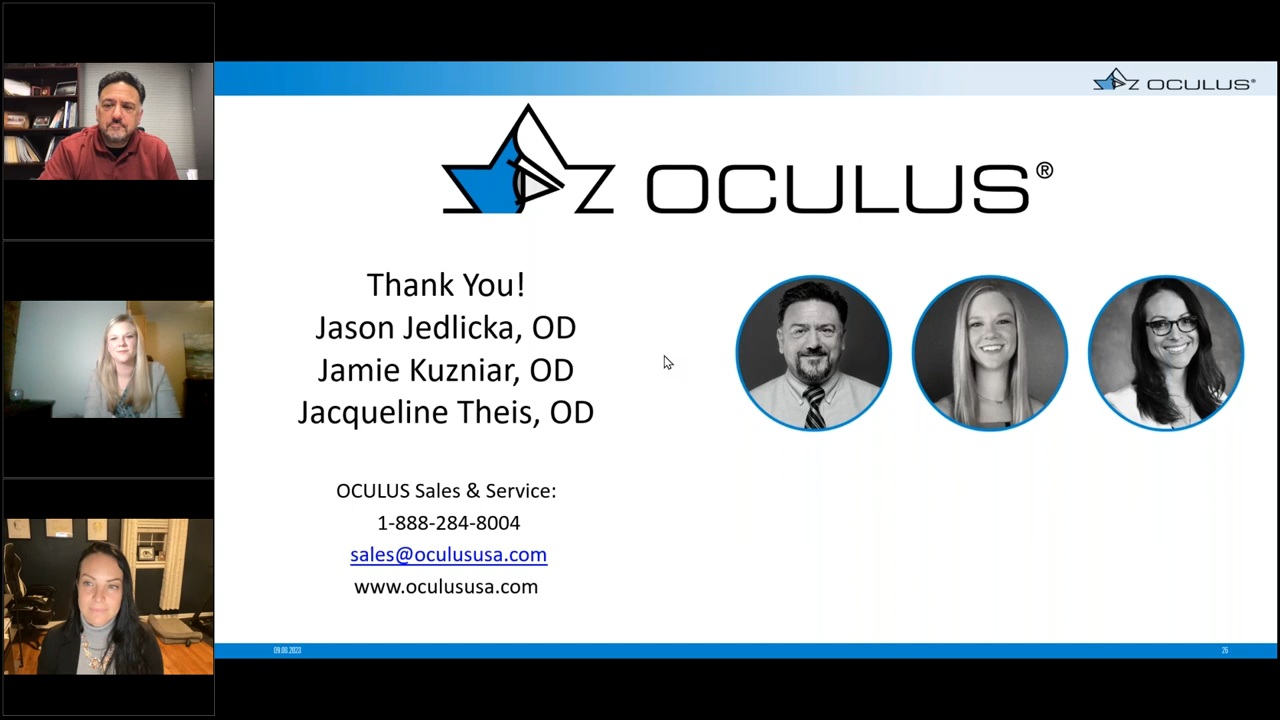 OCULUS®
OCULUS®
Thank You!
Jason Jedlicka, OD
Jamie Kuzniar, OD
Jacqueline Theis, OD
OCULUS Sales & Service:
1-888-284-8004
sales@oculususa.com
www.oculususa.com
26